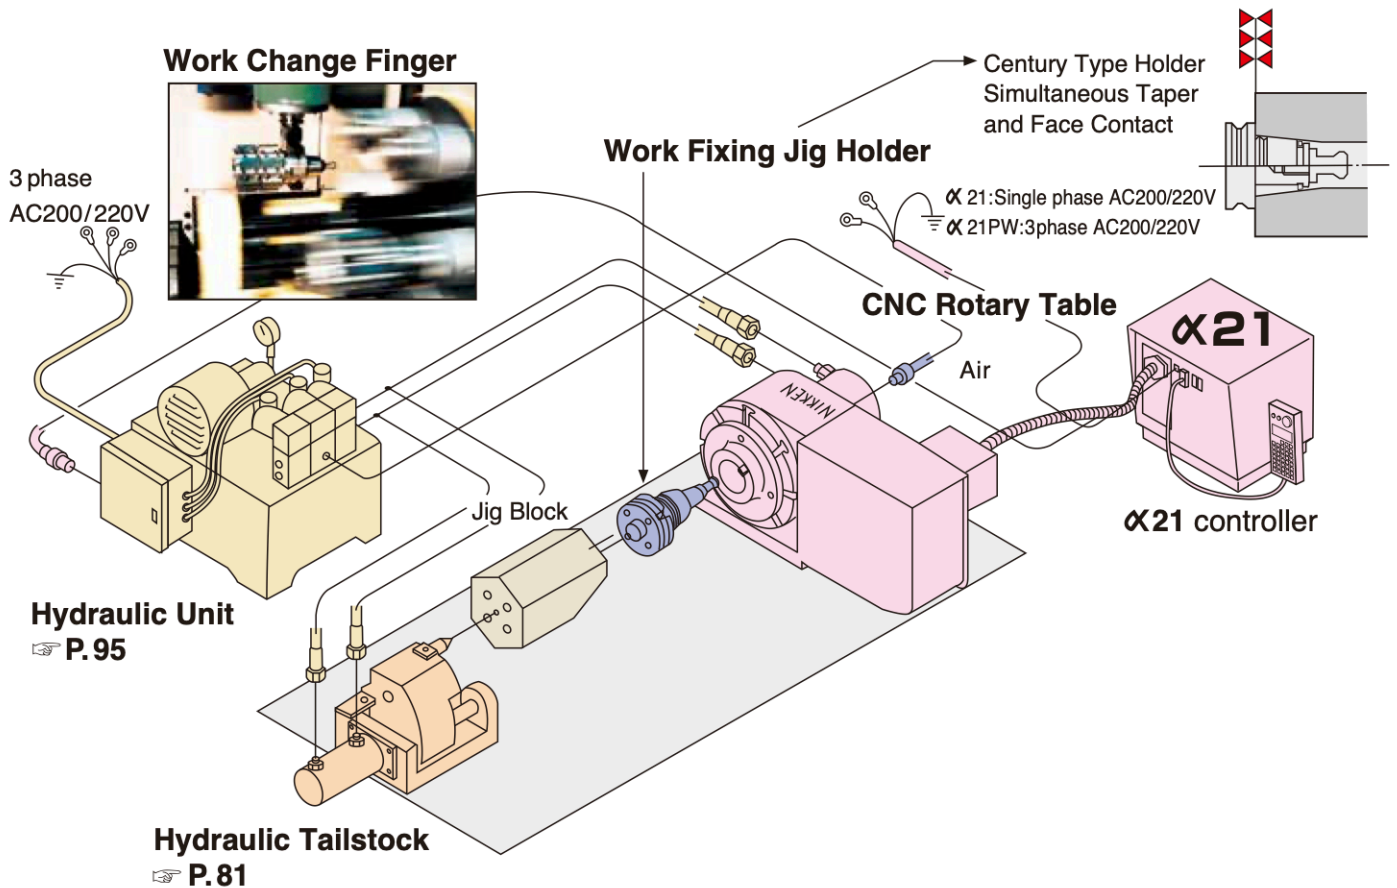 Work Change Finger
Century Type Holder
Simultaneous Taper
and Face Contact
Work Fixing Jig Holder
3 phase
AC200/220V
α 21:Single phase AC200/220V
α 21PW:3phase AC200/220V
CNC Rotary Table
α21
Air
NIKKEN
Jig Block
α21 controller
Hydraulic Unit
☞ P.95
Hydraulic Tailstock
☞ P.81